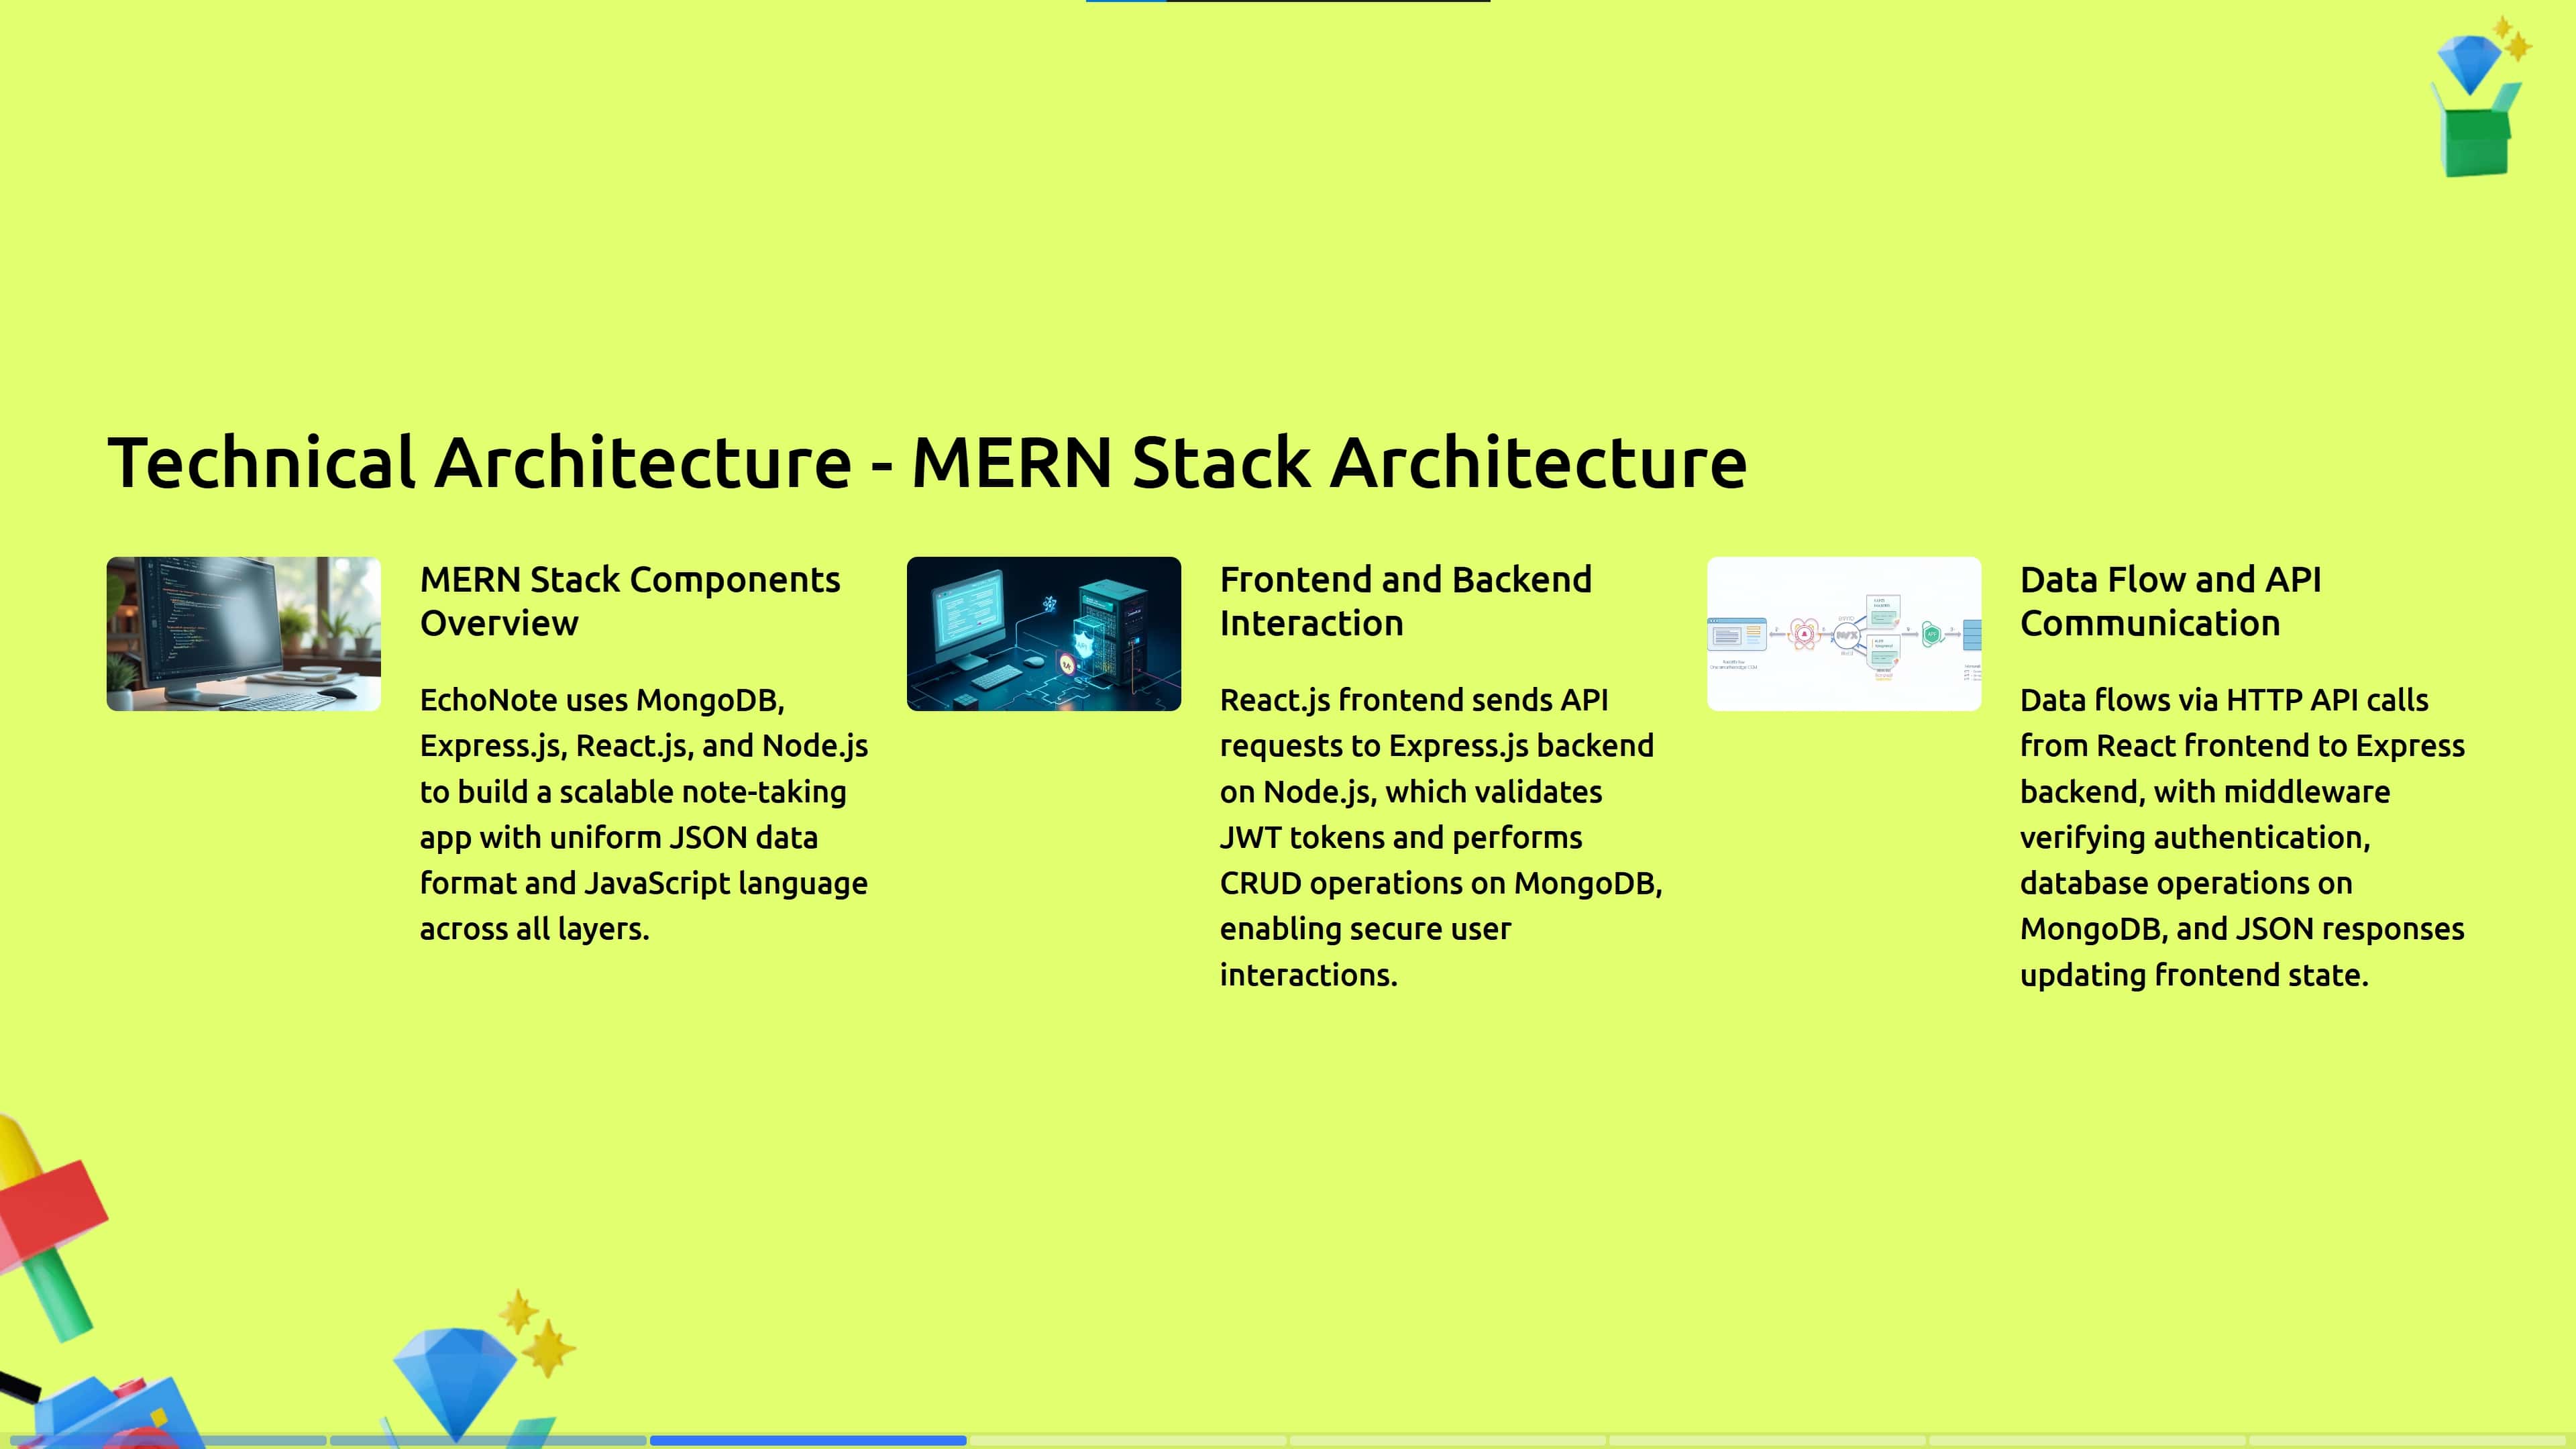 Technical Architecture - MERN Stack Architecture
MERN Stack Components
Overview
EchoNote uses MongoDB,
Express.js, React.js, and Node.js
to build a scalable note-taking
app with uniform JSON data
format and JavaScript language
across all layers.
Frontend and Backend
Interaction
React.js frontend sends API
requests to Express.js backend
on Node.js, which validates
JWT tokens and performs
CRUD operations on MongoDB,
enabling secure user
interactions.
Data Flow and API
Communication
Data flows via HTTP API calls
from React frontend to Express
backend, with middleware
verifying authentication,
database operations on
MongoDB, and JSON responses
updating frontend state.